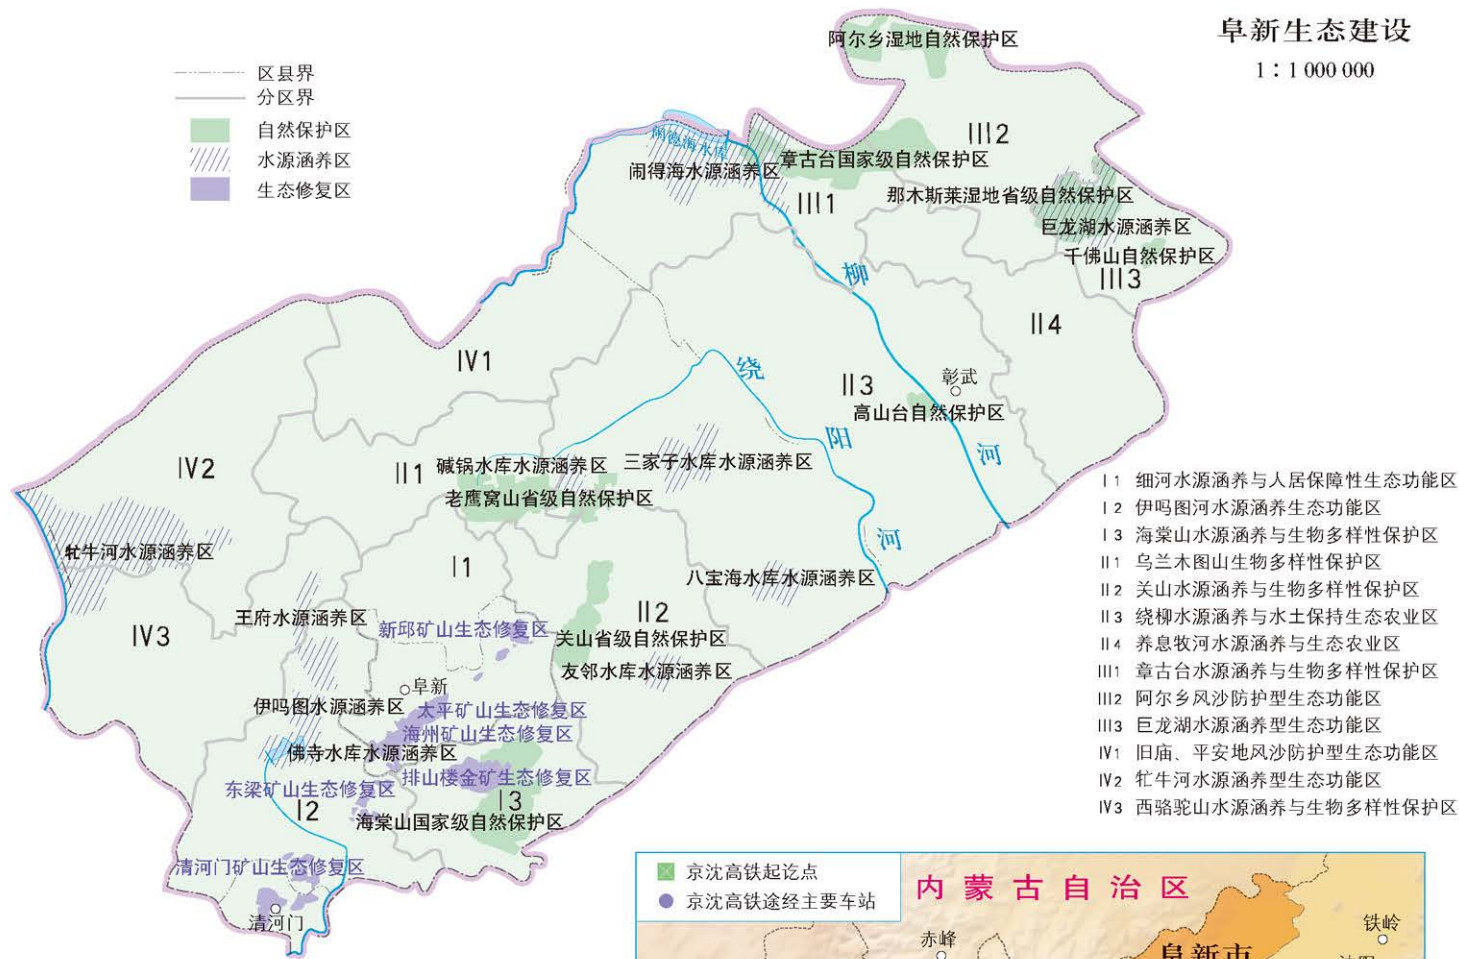 阜新生态建设
1：1 000 000
区县界
分区界
自然保护区
水源涵养区
生态修复区
阿尔乡湿地自然保护区
III2
闹德海水库
章古台国家级自然保护区
闹得海水源涵养区
那木斯莱湿地省级自然保护区
III1
巨龙湖水源涵养区
千佛山自然保护区
III3
柳
II4
IV1
绕
II3
彰武
高山台自然保护区
阳
河
IV2
II1
碱锅水库水源涵养区
三家子水库水源涵养区
老鹰窝山省级自然保护区
河
牤牛河水源涵养区
I1
八宝海水库水源涵养区
王府水源涵养区
II2
IV3
新邱矿山生态修复区
关山省级自然保护区
友邻水库水源涵养区
阜新
伊吗图水源涵养区
太平矿山生态修复区
海州矿山生态修复区
佛寺水库水源涵养区
排山楼金矿生态修复区
东梁矿山生态修复区
I3
I2
海棠山国家级自然保护区
清河门矿山生态修复区
清河门
I1 细河水源涵养与人居保障性生态功能区
I2 伊吗图河水源涵养生态功能区
I3 海棠山水源涵养与生物多样性保护区
II1 乌兰木图山生物多样性保护区
II2 关山水源涵养与生物多样性保护区
II3 绕柳水源涵养与水土保持生态农业区
II4 养息牧河水源涵养与生态农业区
III1 章古台水源涵养与生物多样性保护区
III2 阿尔乡风沙防护型生态功能区
III3 巨龙湖水源涵养型生态功能区
IV1 旧庙、平安地风沙防护型生态功能区
IV2 牤牛河水源涵养型生态功能区
IV3 西骆驼山水源涵养与生物多样性保护区
京沈高铁起讫点
京沈高铁途经主要车站
内蒙古自治区
赤峰
铁岭
阜新市